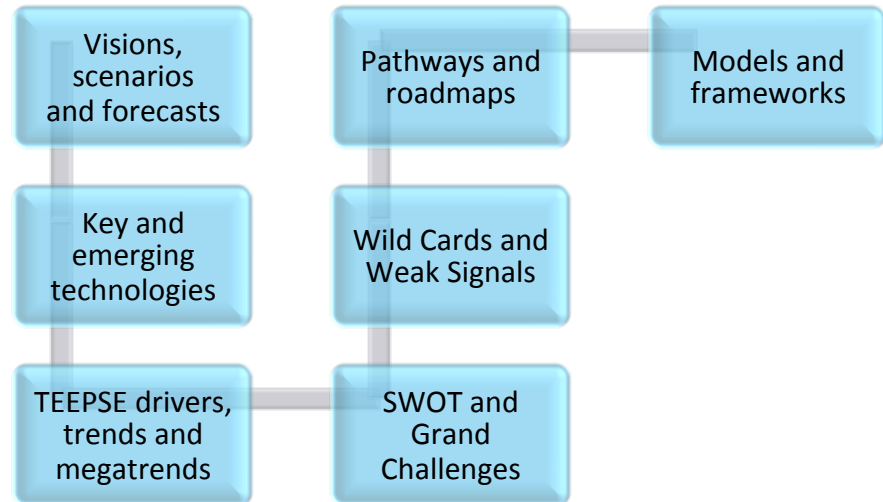 Visions,
scenarios
and forecasts
Key and
emerging
technologies
TEEPSE drivers,
trends and
megatrends
SWOT and
Grand
Challenges
Wild Cards and
Weak Signals
Pathways and
roadmaps
Models and
frameworks